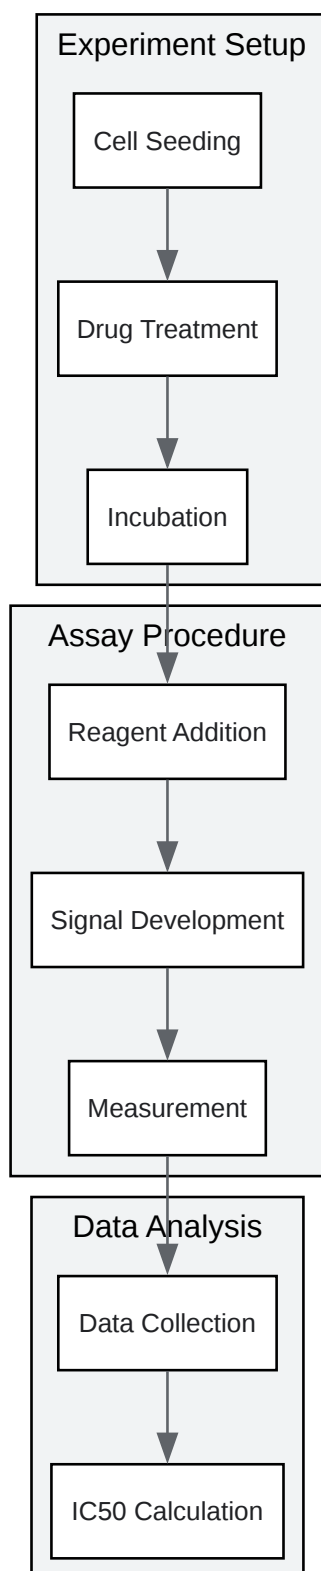 Experiment Setup
Cell Seeding
Drug Treatment
Incubation
Assay Procedure
Reagent Addition
Signal Development
Measurement
Data Analysis
Data Collection
IC50 Calculation